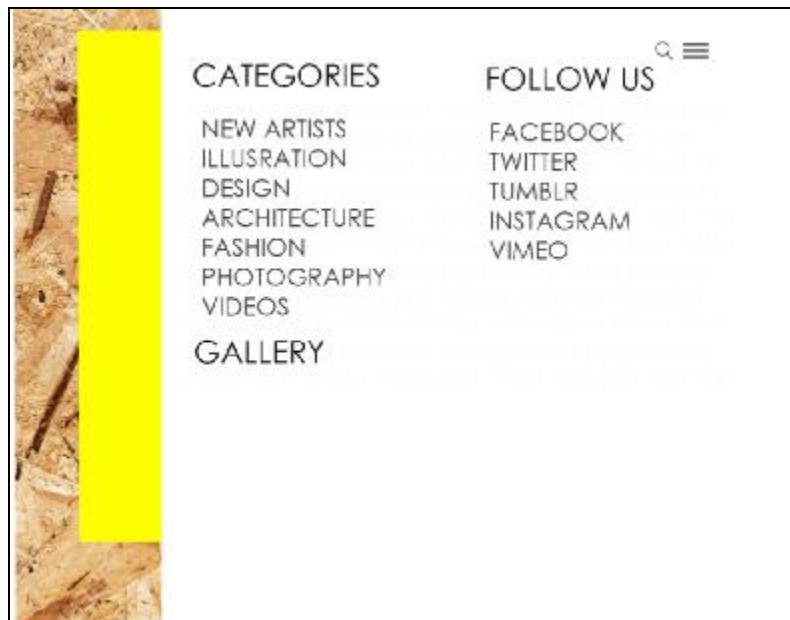 CATEGORIES
NEW ARTISTS
ILLUSRATION
DESIGN
ARCHITECTURE
FASHION
PHOTOGRAPHY
VIDEOS
GALLERY
FOLLOW US
FACEBOOK
TWITTER
TUMBLR
INSTAGRAM
VIMEO